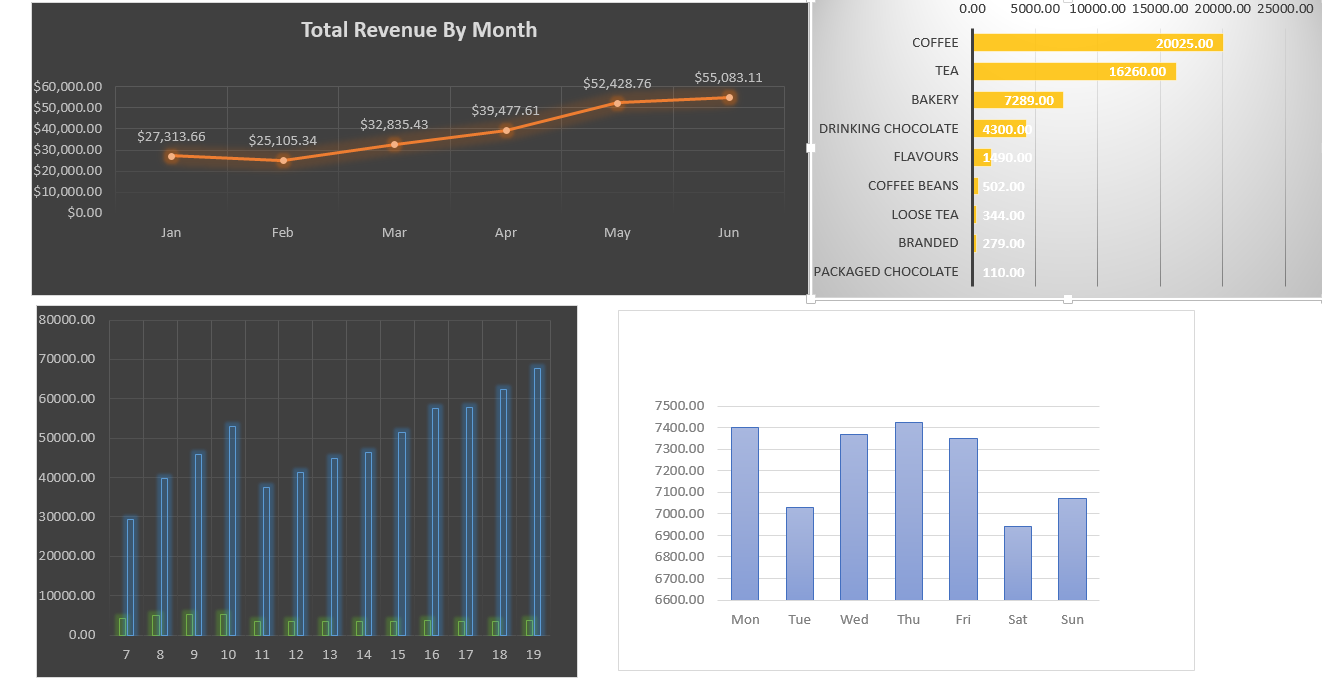 Total Revenue By Month
$60,000.00
$50,000.00
$40,000.00
$30,000.00
$20,000.00
$10,000.00
$0.00
$27,313.66
$25,105.34
$32,835.43
$39,477.61
$52,428.76
$55,083.11
Jan Feb Mar Apr May Jun
0.00 5000.00 10000.00 15000.00 20000.00 25000.00
COFFEE 20025.00
TEA 16260.00
BAKERY 7289.00
DRINKING CHOCOLATE 4300.00
FLAVOURS 1490.00
COFFEE BEANS 502.00
LOOSE TEA 344.00
BRANDED 279.00
PACKAGED CHOCOLATE 110.00
80000.00
70000.00
60000.00
50000.00
40000.00
30000.00
20000.00
10000.00
0.00
7 8 9 10 11 12 13 14 15 16 17 18 19
7500.00
7400.00
7300.00
7200.00
7100.00
7000.00
6900.00
6800.00
6700.00
6600.00
Mon Tue Wed Thu Fri Sat Sun